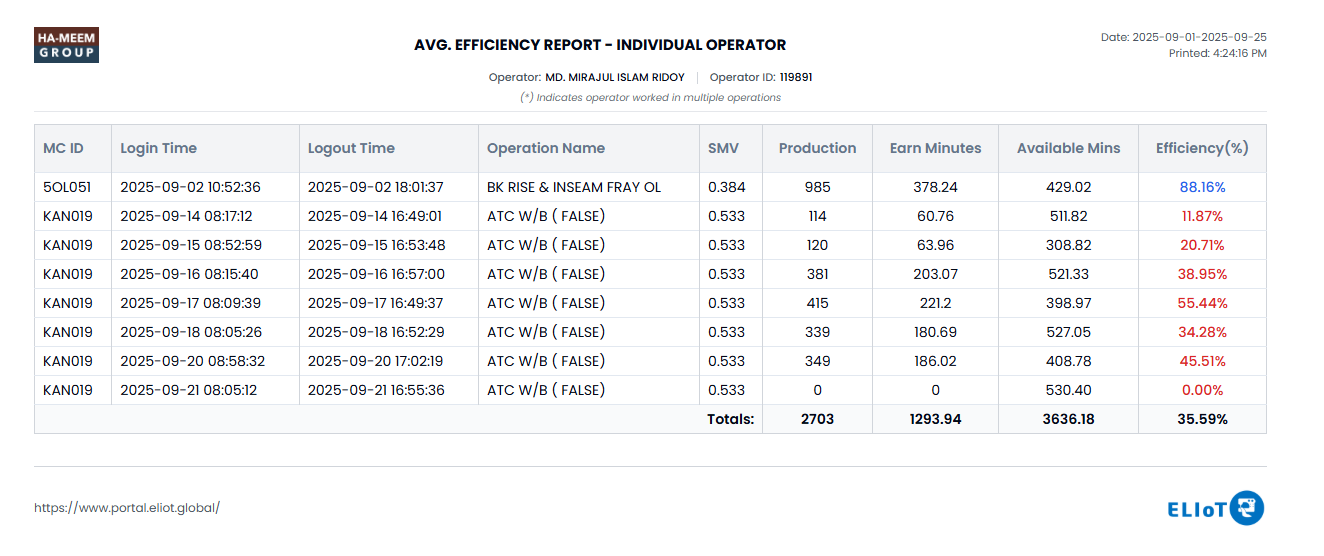 HA-MEEM
GROUP
AVG. EFFICIENCY REPORT - INDIVIDUAL OPERATOR
Date: 2025-09-01-2025-09-25
Printed: 4:24:16 PM
Operator: MD. MIRAJUL ISLAM RIDOY | Operator ID: 119891
(*) Indicates operator worked in multiple operations
MC ID Login Time Logout Time Operation Name SMV Production Earn Minutes Available Mins Efficiency(%)
5OL051 2025-09-02 10:52:36 2025-09-02 18:01:37 BK RISE & INSEAM FRAY OL 0.384 985 378.24 429.02 88.16%
KAN019 2025-09-14 08:17:12 2025-09-14 16:49:01 ATC W/B ( FALSE) 0.533 114 60.76 511.82 11.87%
KAN019 2025-09-15 08:52:59 2025-09-15 16:53:48 ATC W/B ( FALSE) 0.533 120 63.96 308.82 20.71%
KAN019 2025-09-16 08:15:40 2025-09-16 16:57:00 ATC W/B ( FALSE) 0.533 381 203.07 521.33 38.95%
KAN019 2025-09-17 08:09:39 2025-09-17 16:49:37 ATC W/B ( FALSE) 0.533 415 221.2 398.97 55.44%
KAN019 2025-09-18 08:05:26 2025-09-18 16:52:29 ATC W/B ( FALSE) 0.533 339 180.69 527.05 34.28%
KAN019 2025-09-20 08:58:32 2025-09-20 17:02:19 ATC W/B ( FALSE) 0.533 349 186.02 408.78 45.51%
KAN019 2025-09-21 08:05:12 2025-09-21 16:55:36 ATC W/B ( FALSE) 0.533 0 0 530.40 0.00%
Totals: 2703 1293.94 3636.18 35.59%
https://www.portal.eliot.global/
ELIoT